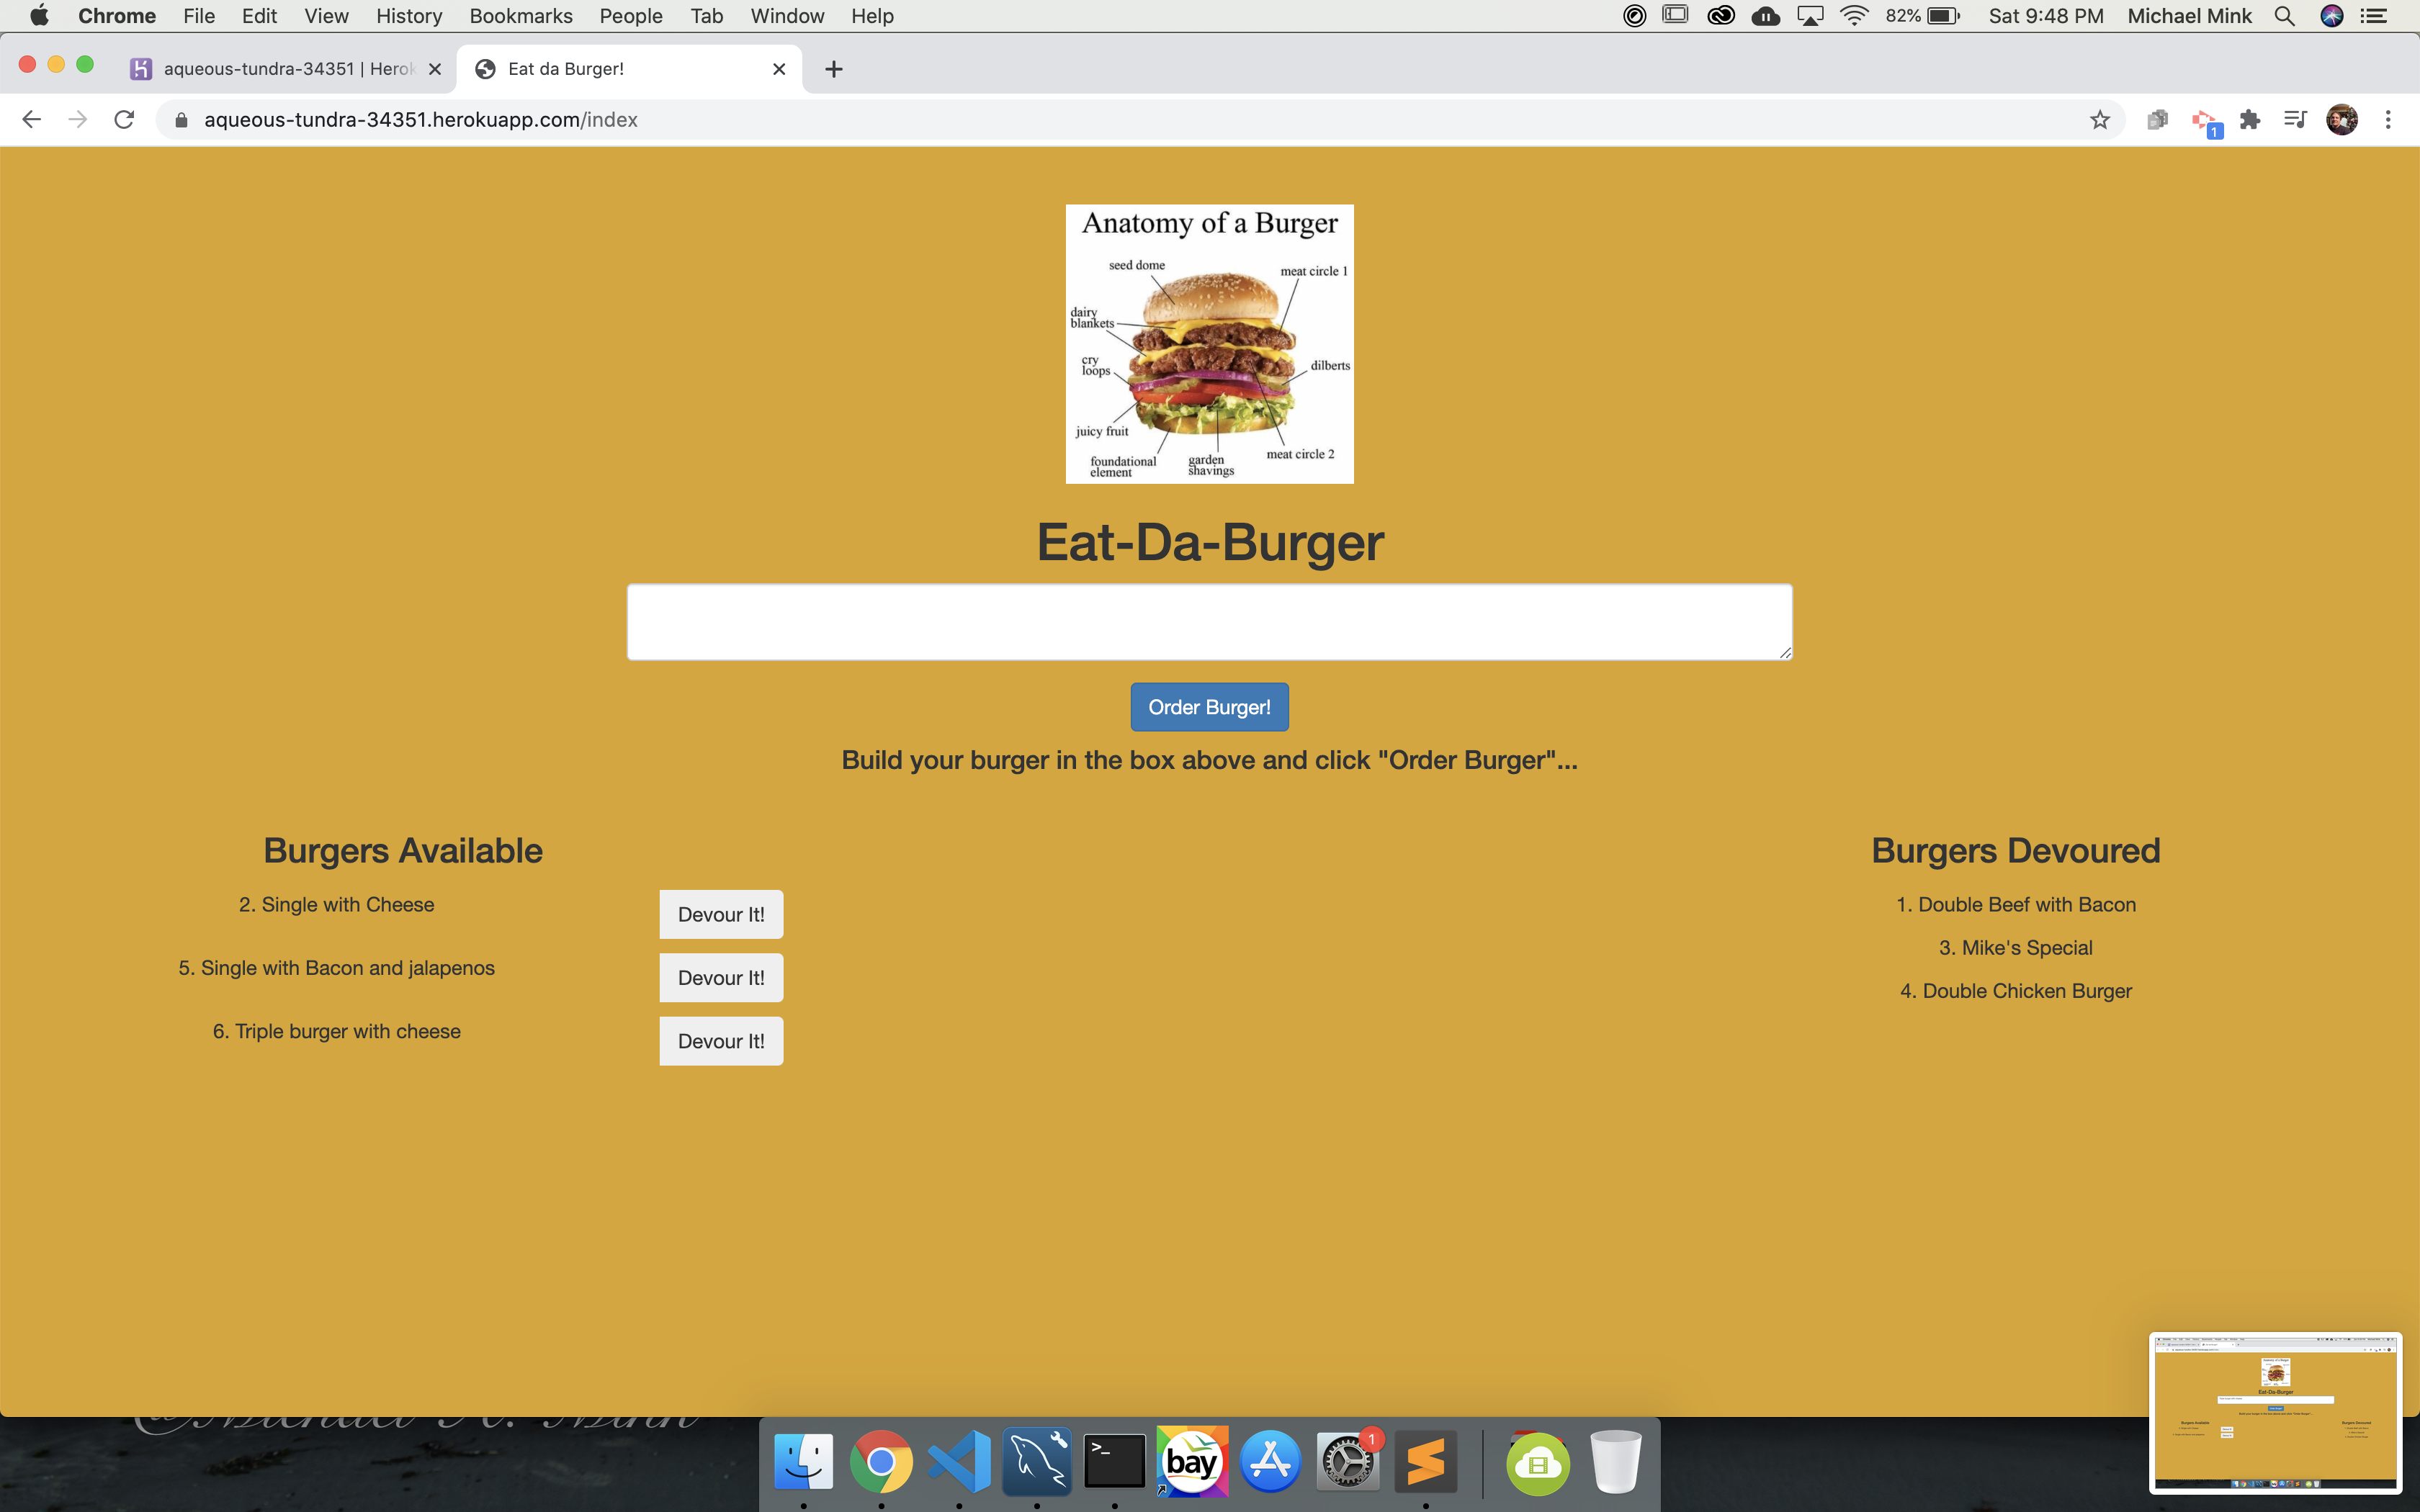 Chrome File Edit View History Bookmarks People Tab Window Help 82% Sat 9:48 PM Michael Mink
aqueous-tundra-34351 | Herok Eat da Burger!
aqueous-tundra-34351.herokuapp.com/index
1
Anatomy of a Burger
seed dome
meat circle 1
dairy
blankets
cry
loops
dilberts
juicy fruit
meat circle 2
foundational
element
garden
shavings
Eat-Da-Burger
Order Burger!
Build your burger in the box above and click "Order Burger"...
Burgers Available
2. Single with Cheese Devour It!
5. Single with Bacon and jalapenos Devour It!
6. Triple burger with cheese Devour It!
Burgers Devoured
1. Double Beef with Bacon
3. Mike's Special
4. Double Chicken Burger
Eat-Da-Burger
bay
1